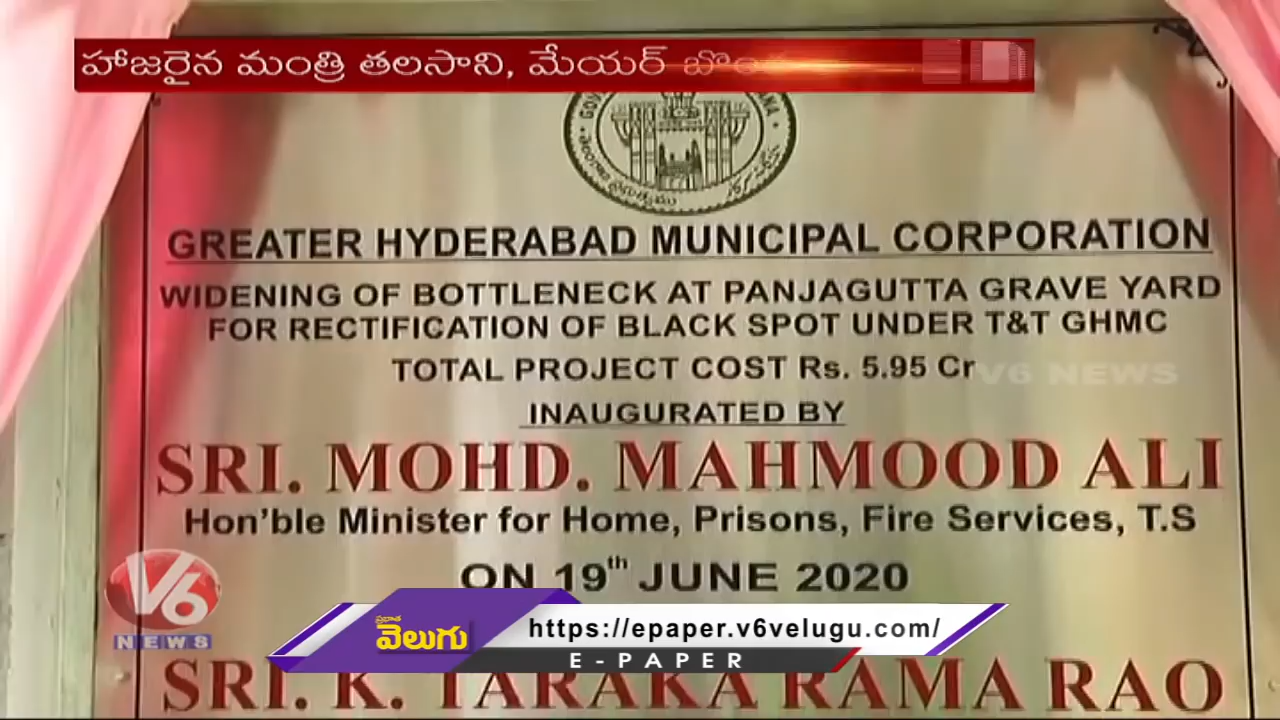 హాజరైన మంత్రి తలసాని, మేయర్
తెలంగాణ ప్రభుత్వము
GREATER HYDERABAD MUNICIPAL CORPORATION
WIDENING OF BOTTLENECK AT PANJAGUTTA GRAVE YARD
FOR RECTIFICATION OF BLACK SPOT UNDER T&T GHMC
TOTAL PROJECT COST Rs. 5.95 Cr
V6 NEWS
INAUGURATED BY
SRI. MOHD. MAHMOOD ALI
Hon'ble Minister for Home, Prisons, Fire Services, T.S
ON 19th JUNE 2020
V6
NEWS
ప్రభాత
వెలుగు
https://epaper.v6velugu.com/
E-PAPER
SRI. K. TARAKA RAMA RAO